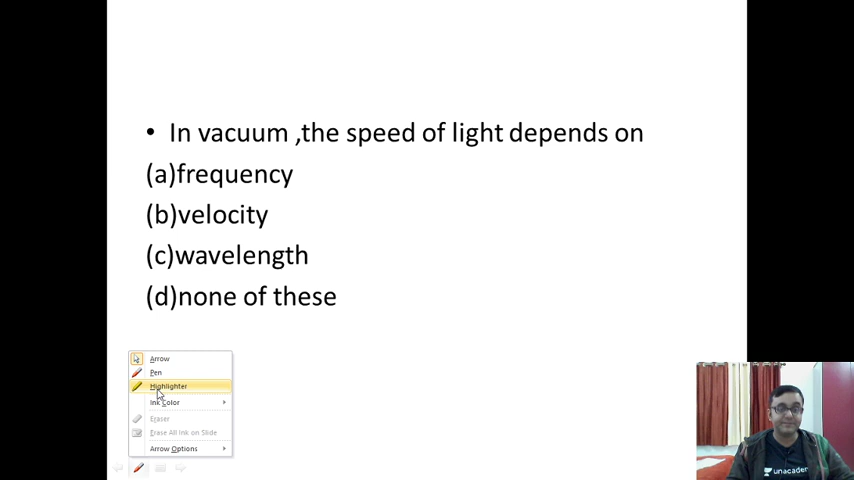 • In vacuum ,the speed of light depends on
(a)frequency
(b)velocity
(c)wavelength
(d)none of these
Arrow
Pen
Highlighter
Ink Color
Eraser
Erase All Ink on Slide
Arrow Options
unacadem